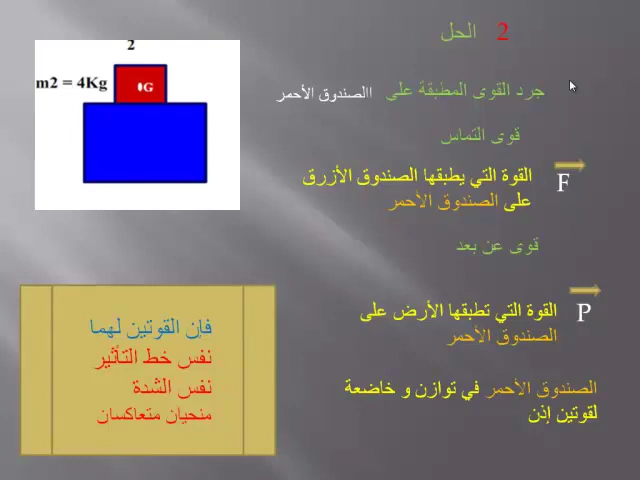 2 الحل
2
m2 = 4Kg
G
جرد القوى المطبقة علي االصندوق الأحمر
قوى التماس
القوة التي يطبقها الصندوق الأزرق
على الصندوق الأحمر
F
قوى عن بعد
القوة التي تطبقها الأرض على
الصندوق الأحمر
P
الصندوق الأحمر في توازن و خاضعة
لقوتين إذن
فإن القوتين لهما
نفس خط التأثير
نفس الشدة
منحيان متعاكسان